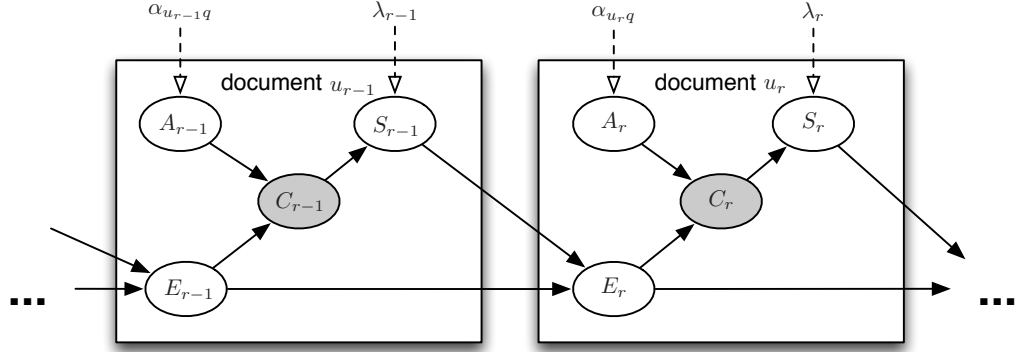 α_{u_{r−1}q} λ_{r−1} α_{u_r q} λ_r
document u_{r−1} document u_r
A_{r−1} S_{r−1} A_r S_r
C_{r−1} C_r
E_{r−1} E_r
... ...